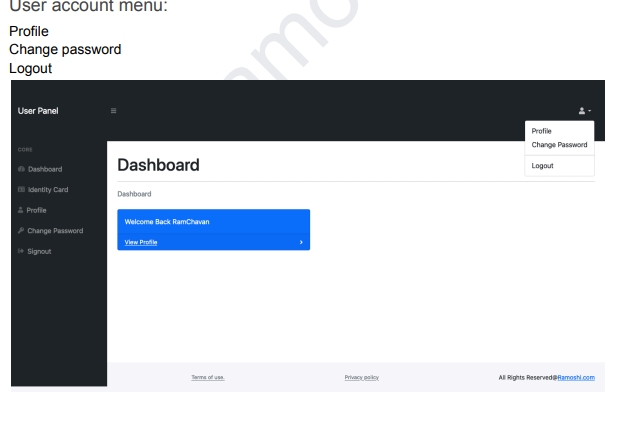 User account menu:
Profile
Change password
Logout
User Panel
Profile
Change Password
Logout
CORE
Dashboard
Identity Card
Profile
Change Password
Signout
Dashboard
Dashboard
Welcome Back RamChavan
View Profile
Terms of use.
Privacy policy
All Rights Reserved@Ramoshi.com